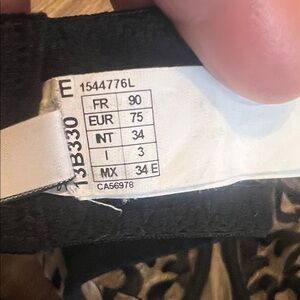 E
13B330
1544776L
FR 90
EUR 75
INT 34
I 3
MX 34 E
CA56978